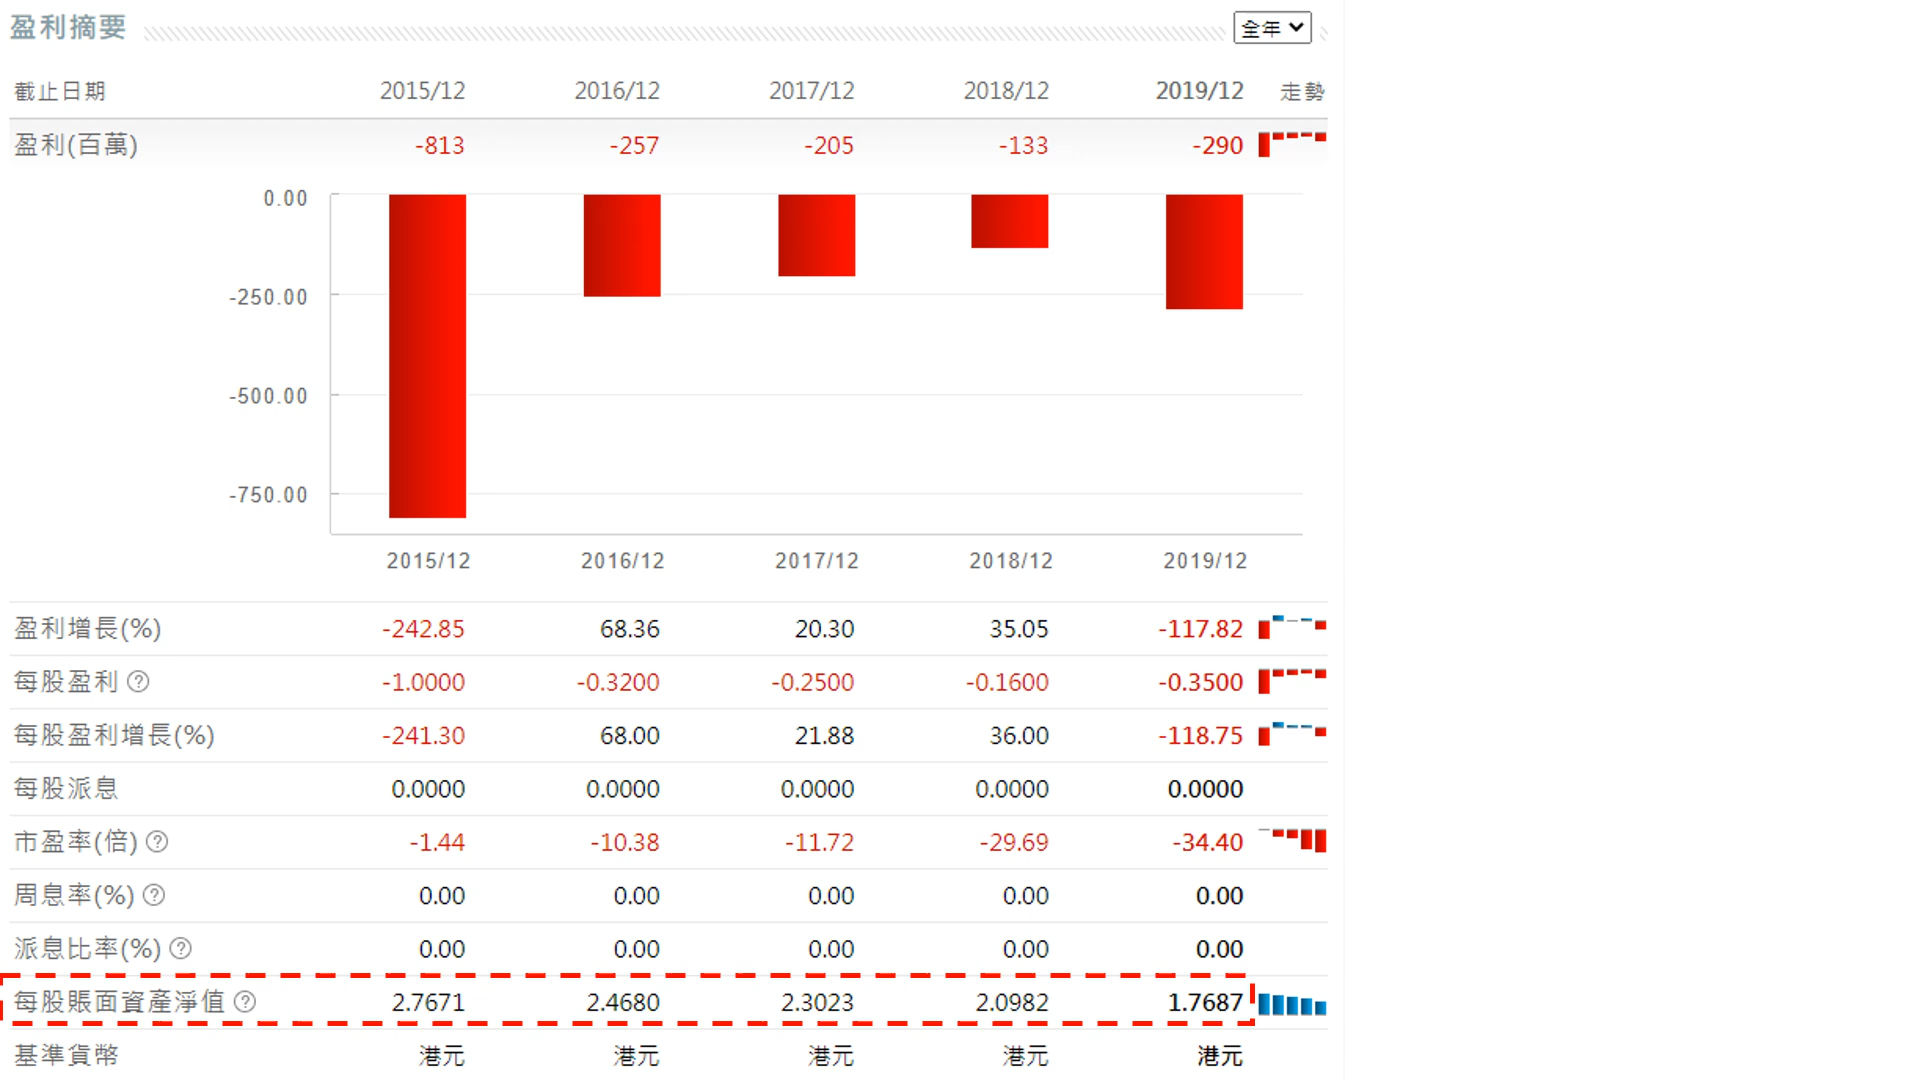 盈利摘要 全年
截止日期 2015/12 2016/12 2017/12 2018/12 2019/12 走勢
盈利(百萬) -813 -257 -205 -133 -290
0.00
-250.00
-500.00
-750.00
2015/12 2016/12 2017/12 2018/12 2019/12
盈利增長(%) -242.85 68.36 20.30 35.05 -117.82
每股盈利 ? -1.0000 -0.3200 -0.2500 -0.1600 -0.3500
每股盈利增長(%) -241.30 68.00 21.88 36.00 -118.75
每股派息 0.0000 0.0000 0.0000 0.0000 0.0000
市盈率(倍) ? -1.44 -10.38 -11.72 -29.69 -34.40
周息率(%) ? 0.00 0.00 0.00 0.00 0.00
派息比率(%) ? 0.00 0.00 0.00 0.00 0.00
每股賬面資產淨值 ? 2.7671 2.4680 2.3023 2.0982 1.7687
基準貨幣 港元 港元 港元 港元 港元